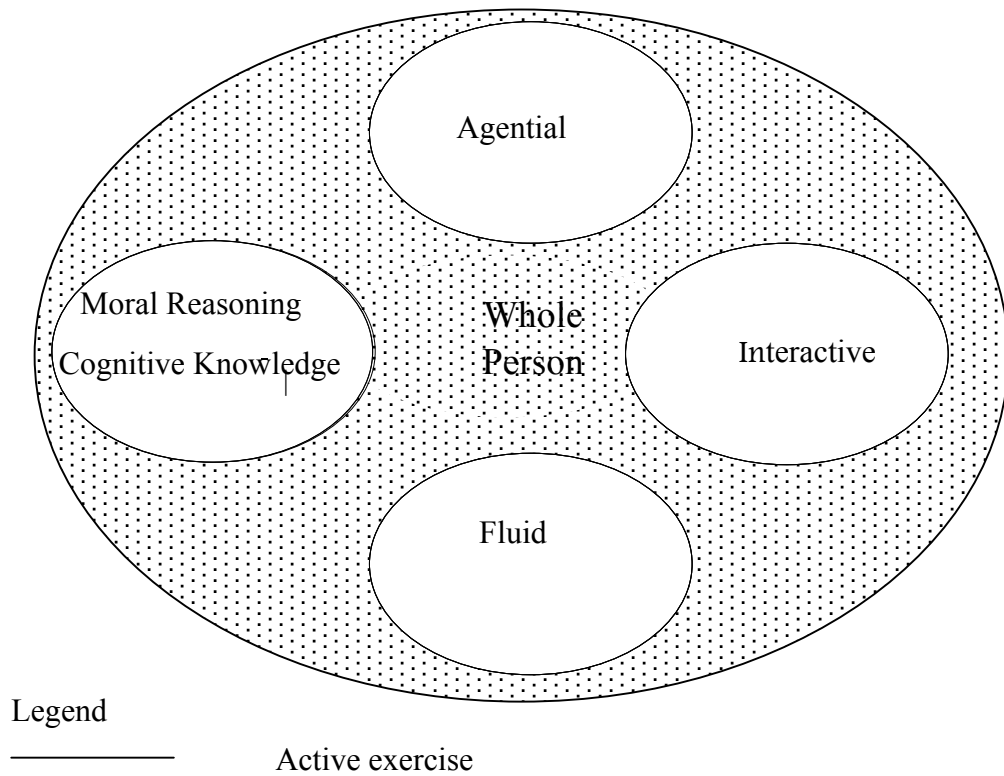 Agential
Moral Reasoning
Cognitive Knowledge
Whole
Person
Interactive
Fluid
Legend
Active exercise